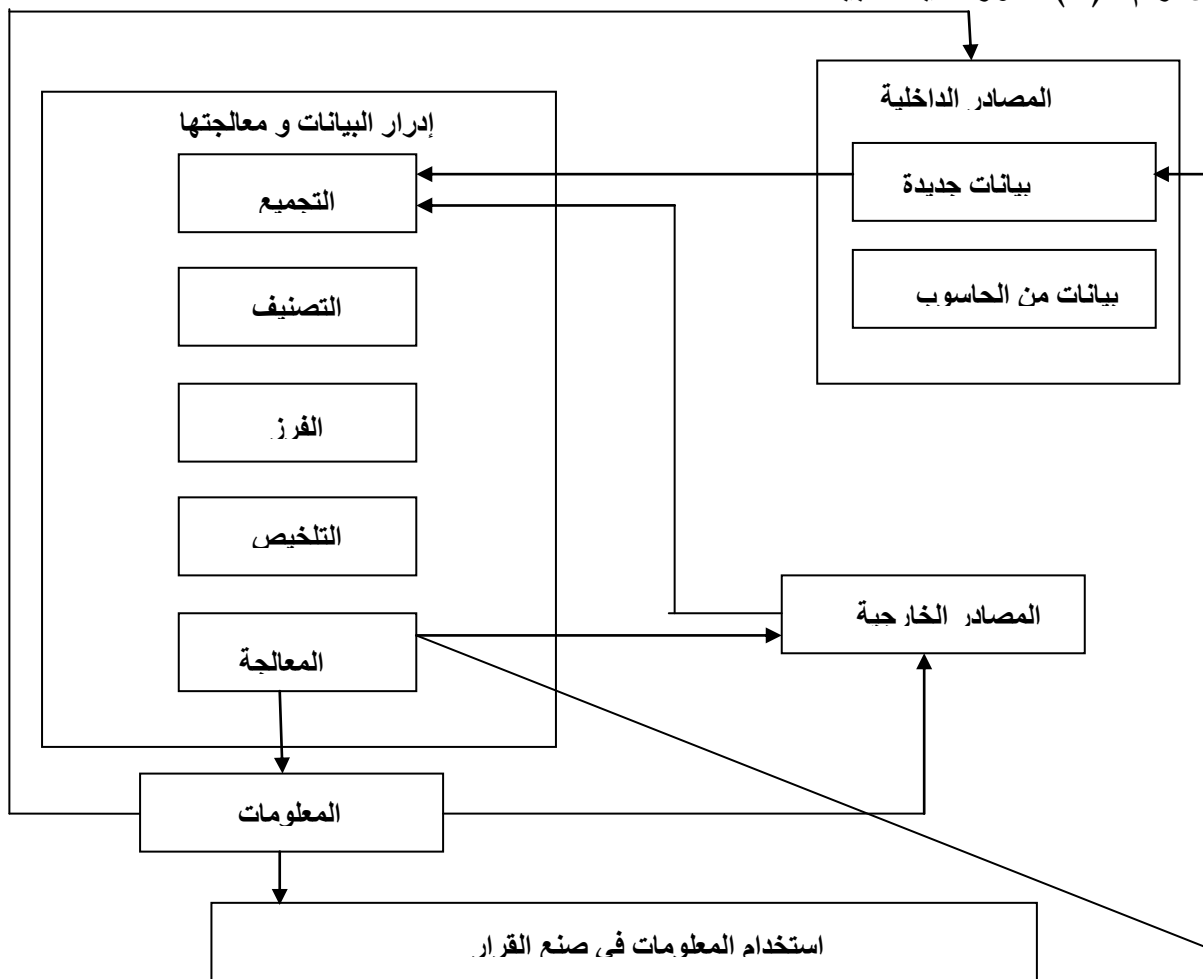 المصادر الداخلية
إدرار البيانات و معالجتها
بيانات جديدة
التجميع
بيانات من الحاسوب
التصنيف
الفرز
التلخيص
المصادر الخارجية
المعالجة
المعلومات
استخدام المعلومات في صنع القرار